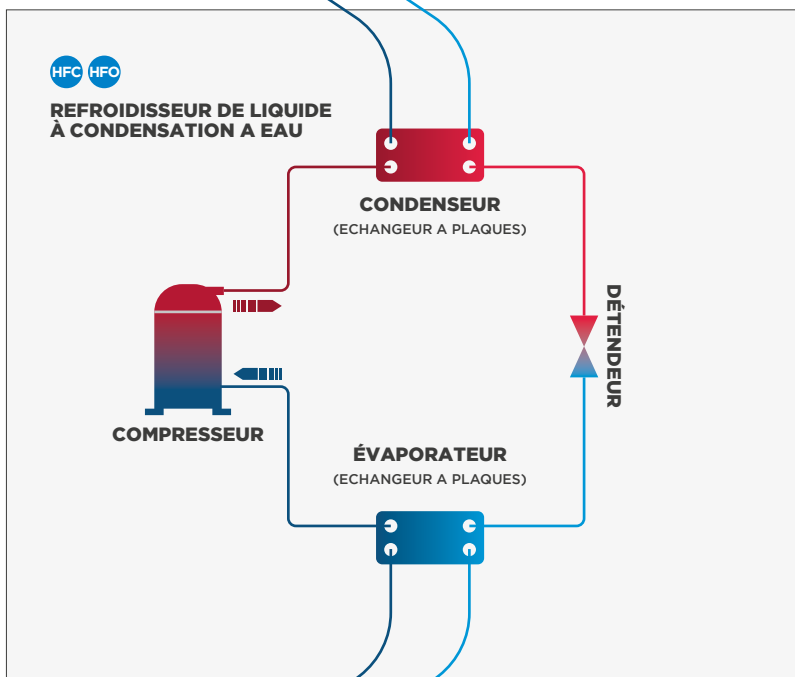 HFC HFO
REFROIDISSEUR DE LIQUIDE
À CONDENSATION A EAU
CONDENSEUR
(ECHANGEUR A PLAQUES)
DÉTENDEUR
COMPRESSEUR
ÉVAPORATEUR
(ECHANGEUR A PLAQUES)